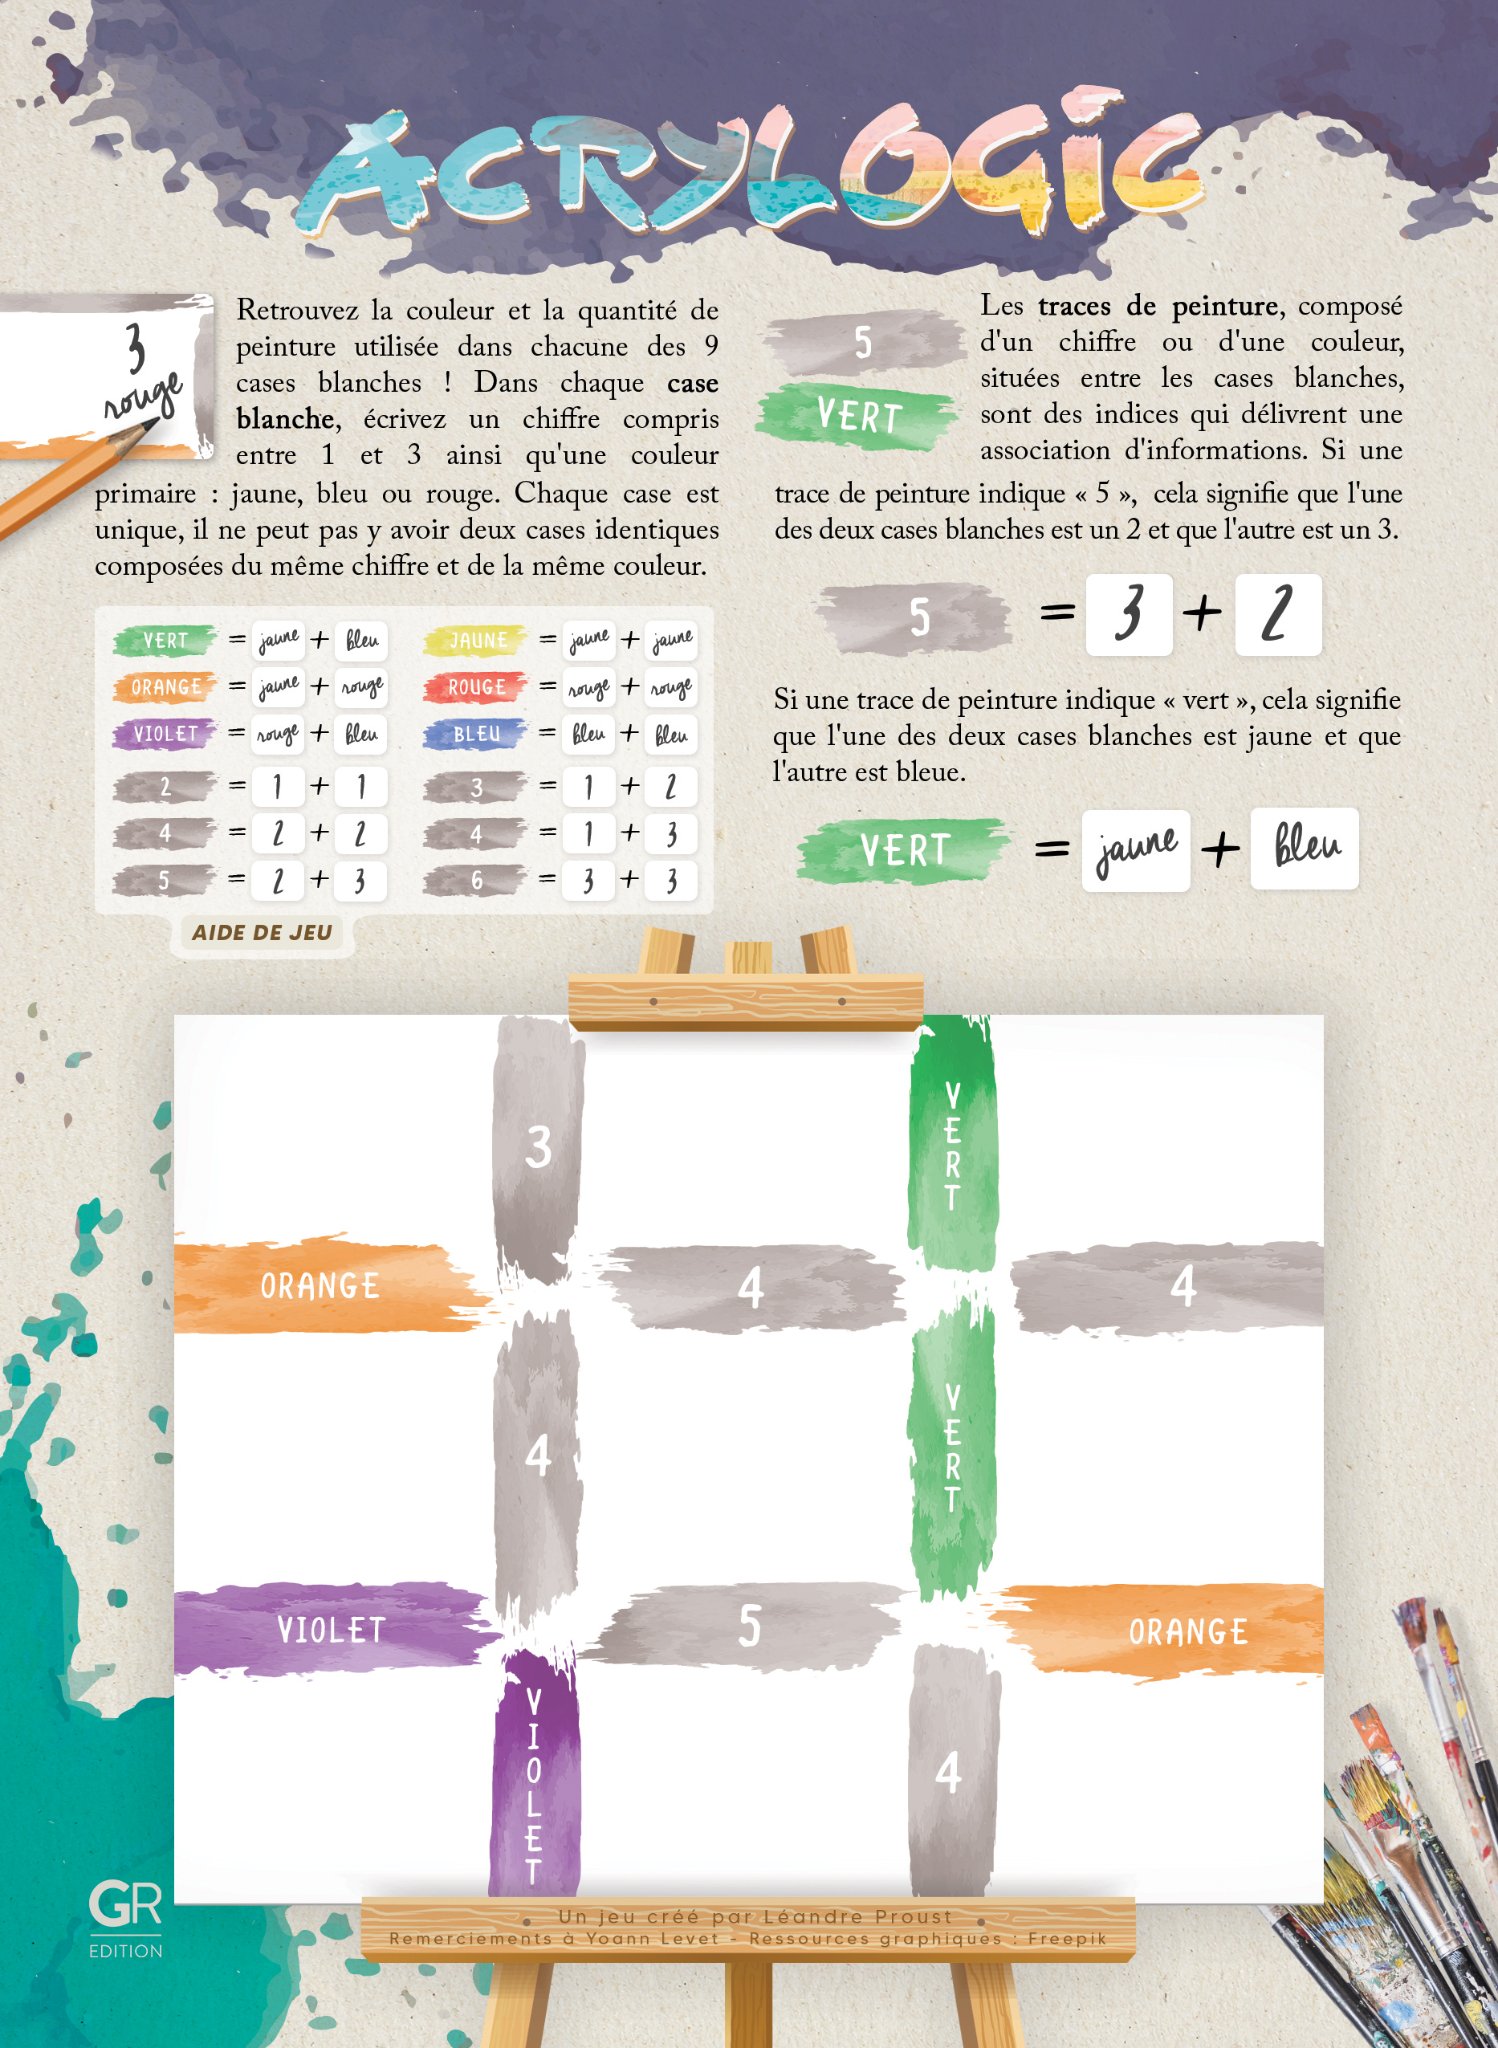 ACRYLOGIC
3
rouge
Retrouvez la couleur et la quantité de
peinture utilisée dans chacune des 9
cases blanches ! Dans chaque case
blanche, écrivez un chiffre compris
entre 1 et 3 ainsi qu'une couleur
primaire : jaune, bleu ou rouge. Chaque case est
unique, il ne peut pas y avoir deux cases identiques
composées du même chiffre et de la même couleur.
VERT = jaune + bleu
ORANGE = jaune + rouge
VIOLET = rouge + bleu
JAUNE = jaune + jaune
ROUGE = rouge + rouge
BLEU = bleu + bleu
2 = 1 + 1
3 = 1 + 2
4 = 2 + 2
4 = 1 + 3
5 = 2 + 3
6 = 3 + 3
AIDE DE JEU
5
VERT
Les traces de peinture, composé
d'un chiffre ou d'une couleur,
situées entre les cases blanches,
sont des indices qui délivrent une
association d'informations. Si une
trace de peinture indique « 5 », cela signifie que l'une
des deux cases blanches est un 2 et que l'autre est un 3.
5 = 3 + 2
Si une trace de peinture indique « vert », cela signifie
que l'une des deux cases blanches est jaune et que
l'autre est bleue.
VERT = jaune + bleu
3
VERT
ORANGE
4
4
4
VERT
VIOLET
5
ORANGE
VIOLET
4
GR
EDITION
Un jeu créé par Léandre Proust
Remerciements à Yoann Levet - Ressources graphiques : Freepik